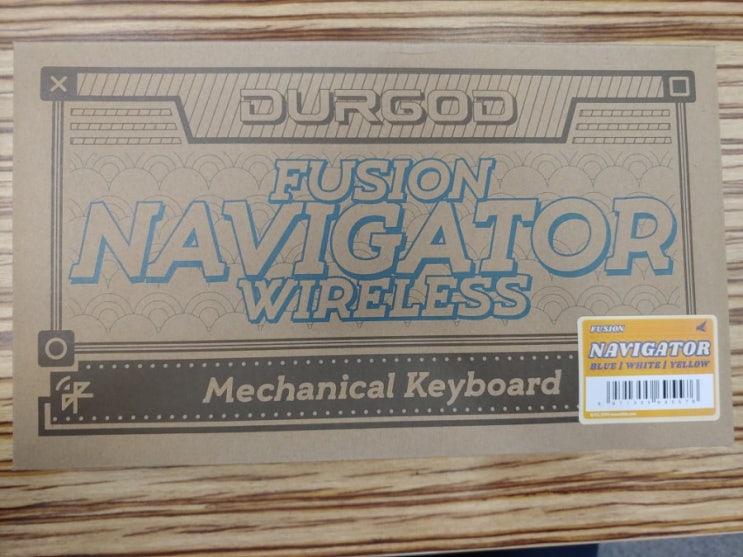 DURGOD
FUSION
NAVIGATOR
WIRELESS
Mechanical Keyboard
FUSION
NAVIGATOR
BLUE | WHITE | YELLOW